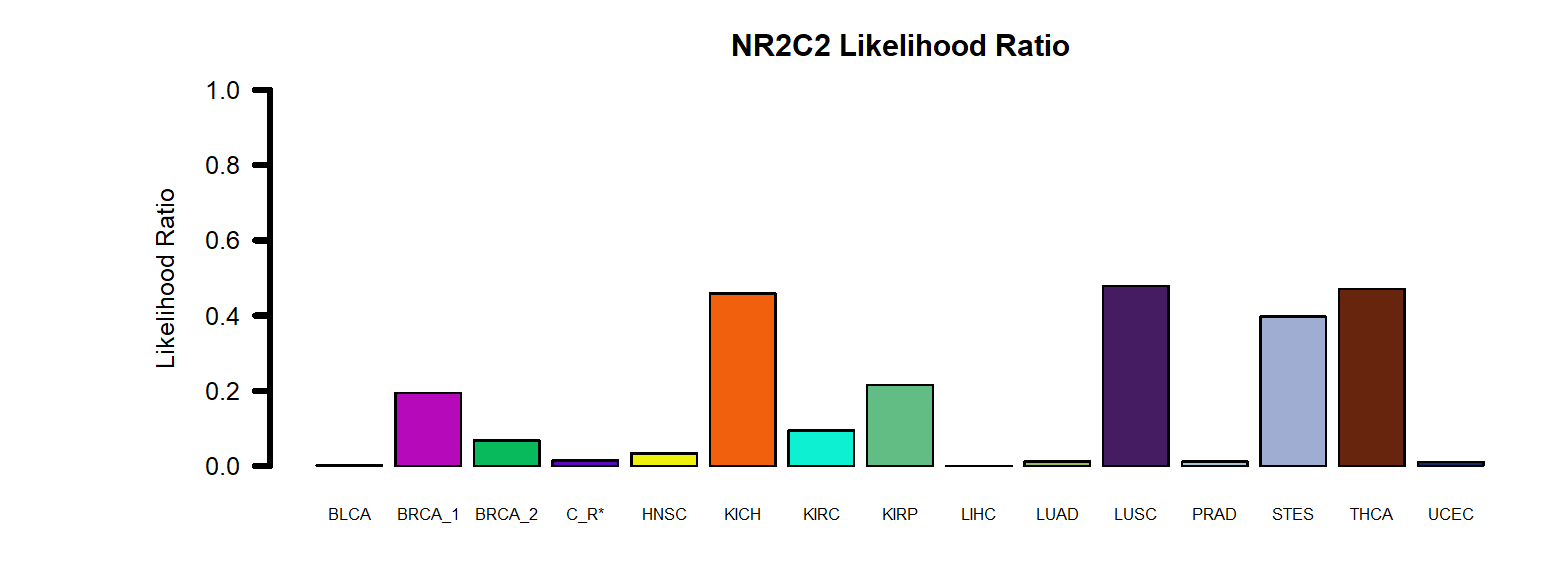 NR2C2 Likelihood Ratio
1.0
0.8
0.6
0.4
0.2
0.0
Likelihood Ratio
BLCA BRCA_1 BRCA_2 C_R* HNSC KICH KIRC KIRP LIHC LUAD LUSC PRAD STES THCA UCEC